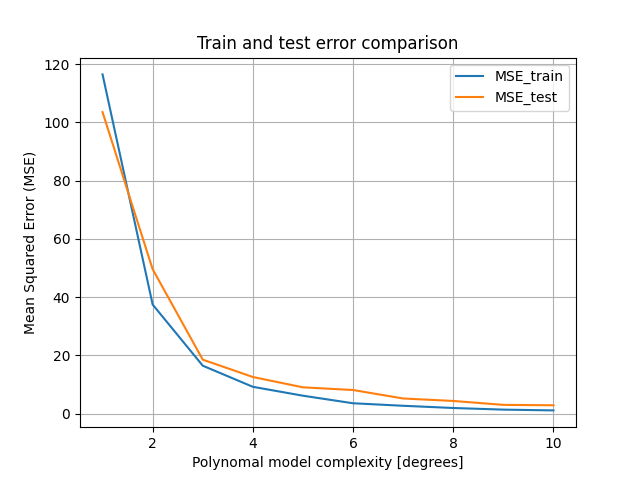 Train and test error comparison
MSE_train
MSE_test
120
100
80
60
40
20
0
Mean Squared Error (MSE)
2
4
6
8
10
Polynomal model complexity [degrees]